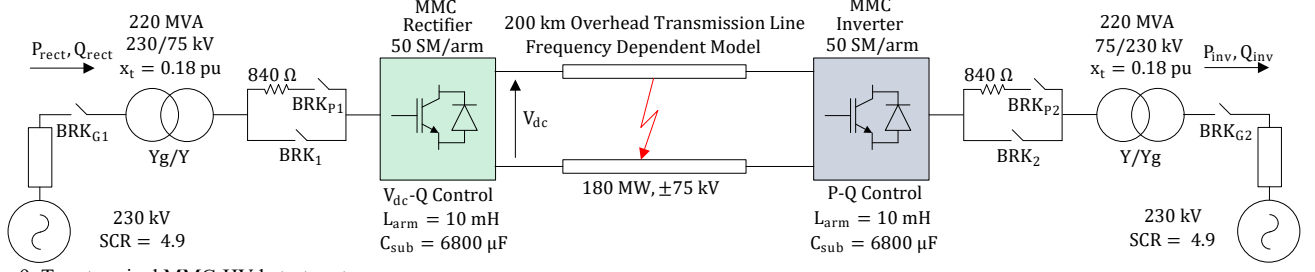 220 MVA
230/75 kV
xₜ = 0.18 pu
P_rect, Q_rect
BRK_G1
Yg/Y
230 kV
SCR = 4.9
840 Ω
BRK_P1
BRK₁
MMC
Rectifier
50 SM/arm
V_dc-Q Control
L_arm = 10 mH
C_sub = 6800 μF
V_dc
200 km Overhead Transmission Line
Frequency Dependent Model
180 MW, ±75 kV
MMC
Inverter
50 SM/arm
P-Q Control
L_arm = 10 mH
C_sub = 6800 μF
840 Ω
BRK_P2
BRK₂
220 MVA
75/230 kV
xₜ = 0.18 pu
Y/Yg
P_inv, Q_inv
BRK_G2
230 kV
SCR = 4.9